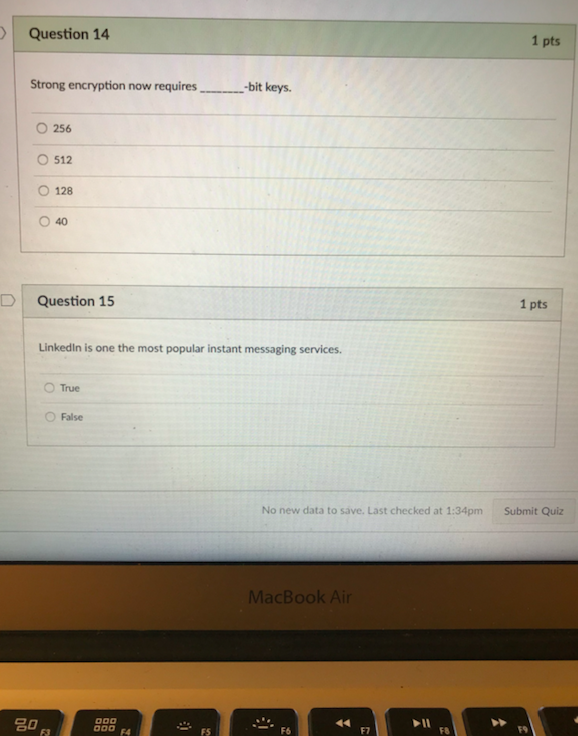 Question 14
1 pts
Strong encryption now requires ________-bit keys.
256
512
128
40
Question 15
1 pts
LinkedIn is one the most popular instant messaging services.
True
False
No new data to save. Last checked at 1:34pm
Submit Quiz
MacBook Air
F3
F4
F5
F6
F7
F8
F9